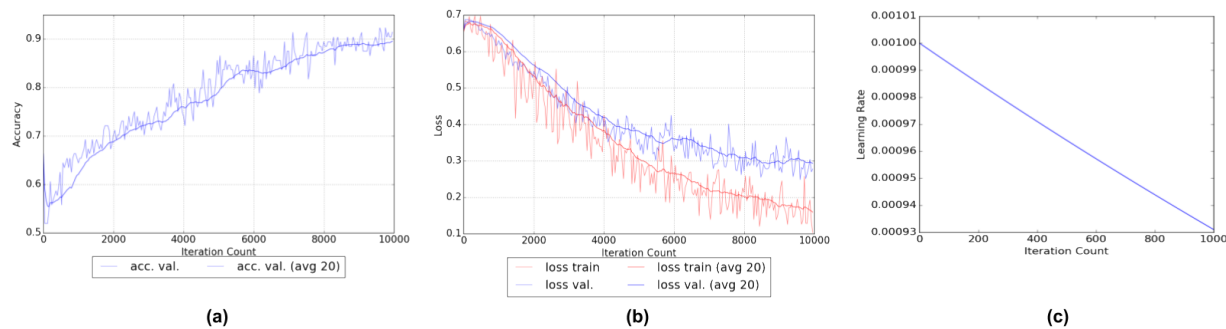 0.9
0.8
0.7
0.6
0.5
Accuracy
0 2000 4000 6000 8000 10000
Iteration Count
acc. val. acc. val. (avg 20)
(a)
0.7
0.6
0.5
0.4
0.3
0.2
0.1
Loss
0 2000 4000 6000 8000 10000
Iteration Count
loss train loss train (avg 20)
loss val. loss val. (avg 20)
(b)
0.00101
0.00100
0.00099
0.00098
0.00097
0.00096
0.00095
0.00094
0.00093
Learning Rate
0 200 400 600 800 1000
Iteration Count
(c)